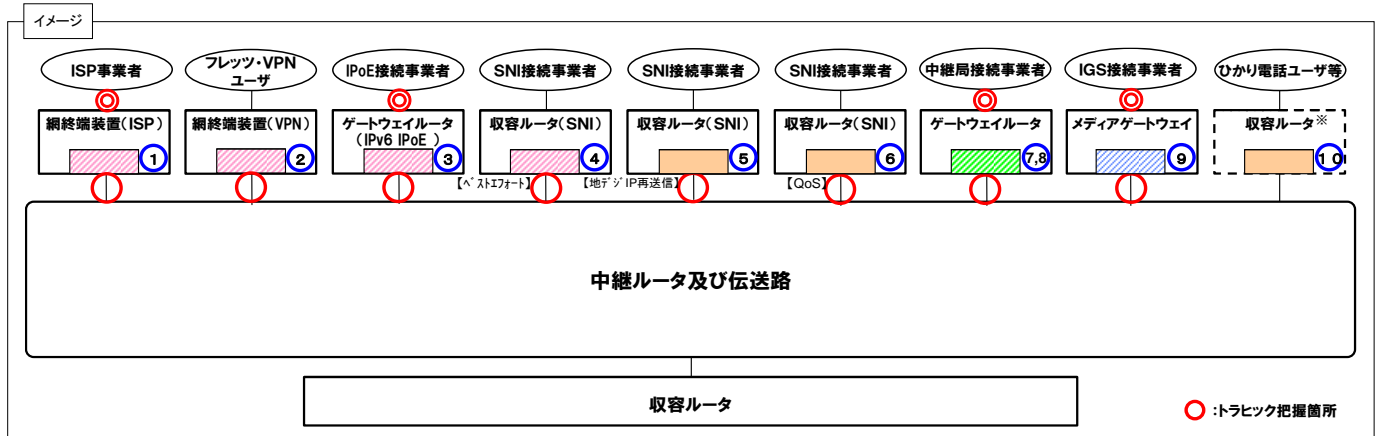 イメージ
ISP事業者
フレッツ・VPN
ユーザ
IPoE接続事業者
SNI接続事業者
SNI接続事業者
SNI接続事業者
中継局接続事業者
IGS接続事業者
ひかり電話ユーザ等
網終端装置(ISP)
網終端装置(VPN)
ゲートウェイルータ
(IPv6 IPoE)
収容ルータ(SNI)
収容ルータ(SNI)
収容ルータ(SNI)
ゲートウェイルータ
メディアゲートウェイ
収容ルータ※
1
2
3
4
5
6
7,8
9
10
【ベストエフォート】
【地デジIP再送信】
【QoS】
中継ルータ及び伝送路
収容ルータ
:トラヒック把握箇所